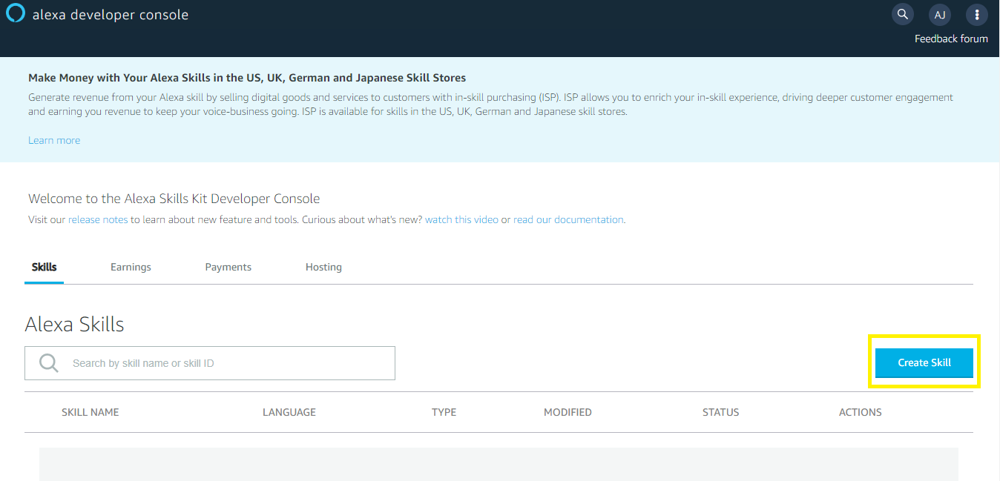 alexa developer console
AJ
Feedback forum
Make Money with Your Alexa Skills in the US, UK, German and Japanese Skill Stores
Generate revenue from your Alexa skill by selling digital goods and services to customers with in-skill purchasing (ISP). ISP allows you to enrich your in-skill experience, driving deeper customer engagement
and earning you revenue to keep your voice-business going. ISP is available for skills in the US, UK, German and Japanese skill stores.
Learn more
Welcome to the Alexa Skills Kit Developer Console
Visit our release notes to learn about new feature and tools. Curious about what's new? watch this video or read our documentation.
Skills Earnings Payments Hosting
Alexa Skills
Search by skill name or skill ID
Create Skill
SKILL NAME LANGUAGE TYPE MODIFIED STATUS ACTIONS